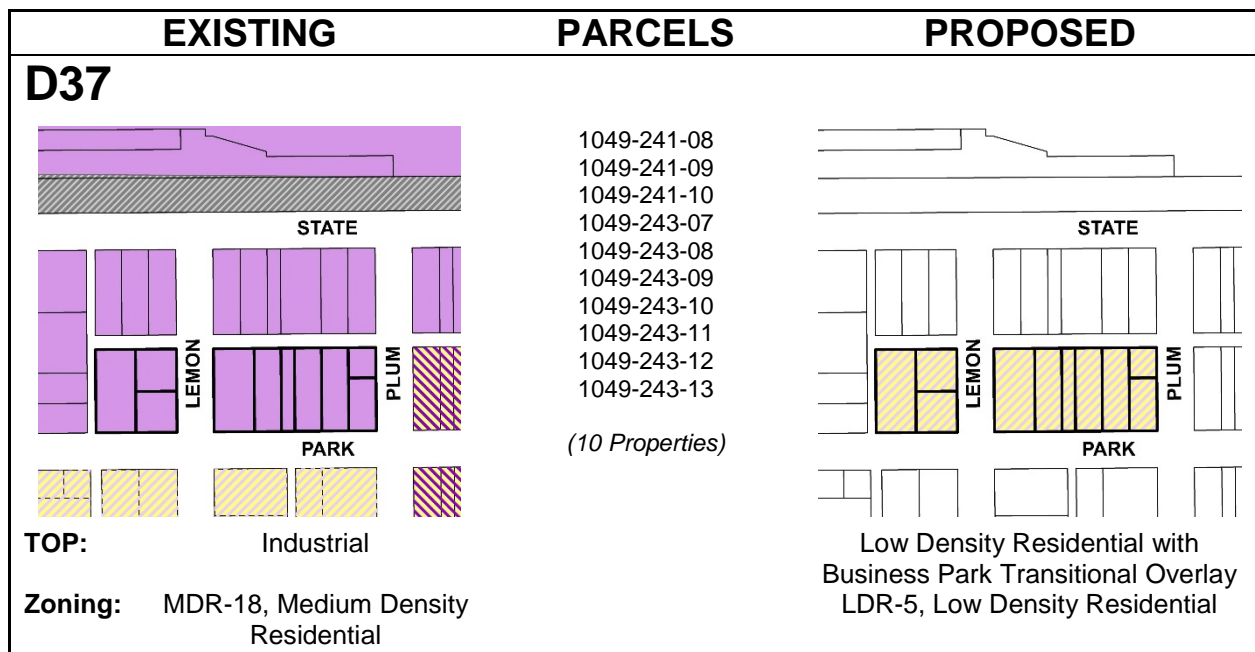 EXISTING PARCELS PROPOSED
D37
STATE
LEMON
PLUM
PARK
1049-241-08
1049-241-09
1049-241-10
1049-243-07
1049-243-08
1049-243-09
1049-243-10
1049-243-11
1049-243-12
1049-243-13
(10 Properties)
STATE
LEMON
PLUM
PARK
TOP: Industrial
Low Density Residential with
Business Park Transitional Overlay
Zoning: MDR-18, Medium Density
Residential
LDR-5, Low Density Residential